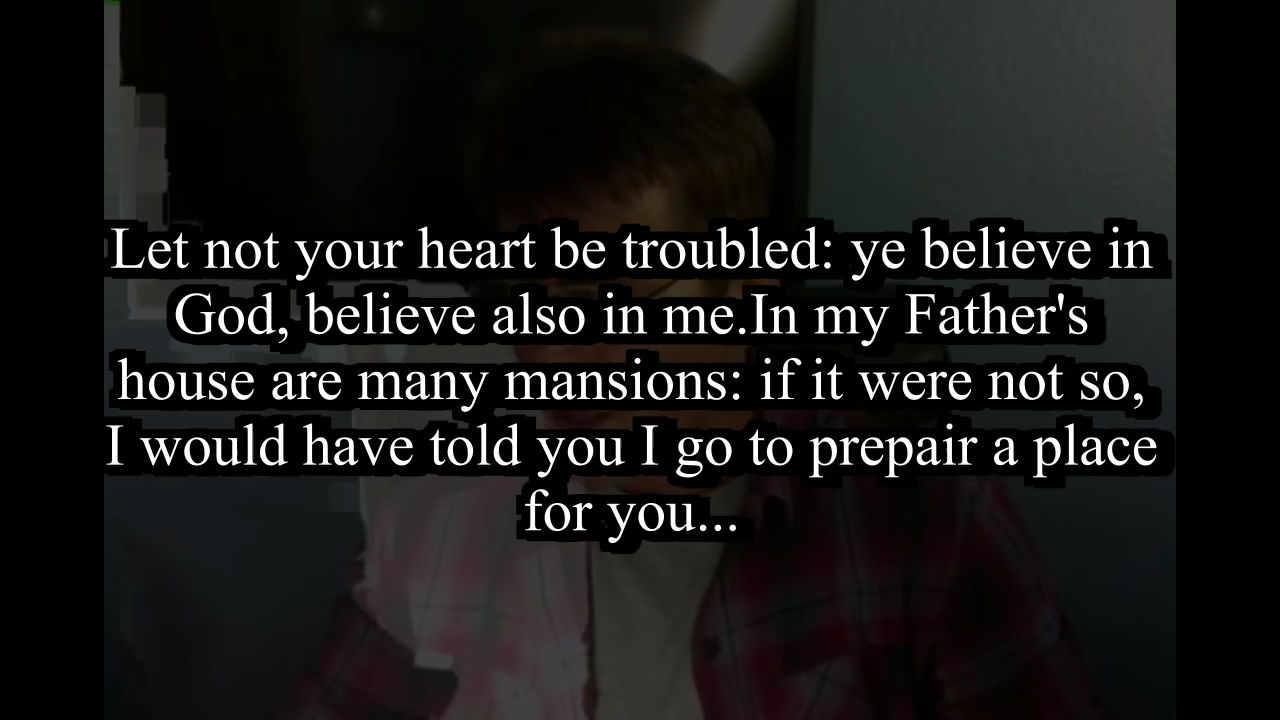 Let not your heart be troubled: ye believe in
God, believe also in me.In my Father's
house are many mansions: if it were not so,
I would have told you I go to prepair a place
for you...